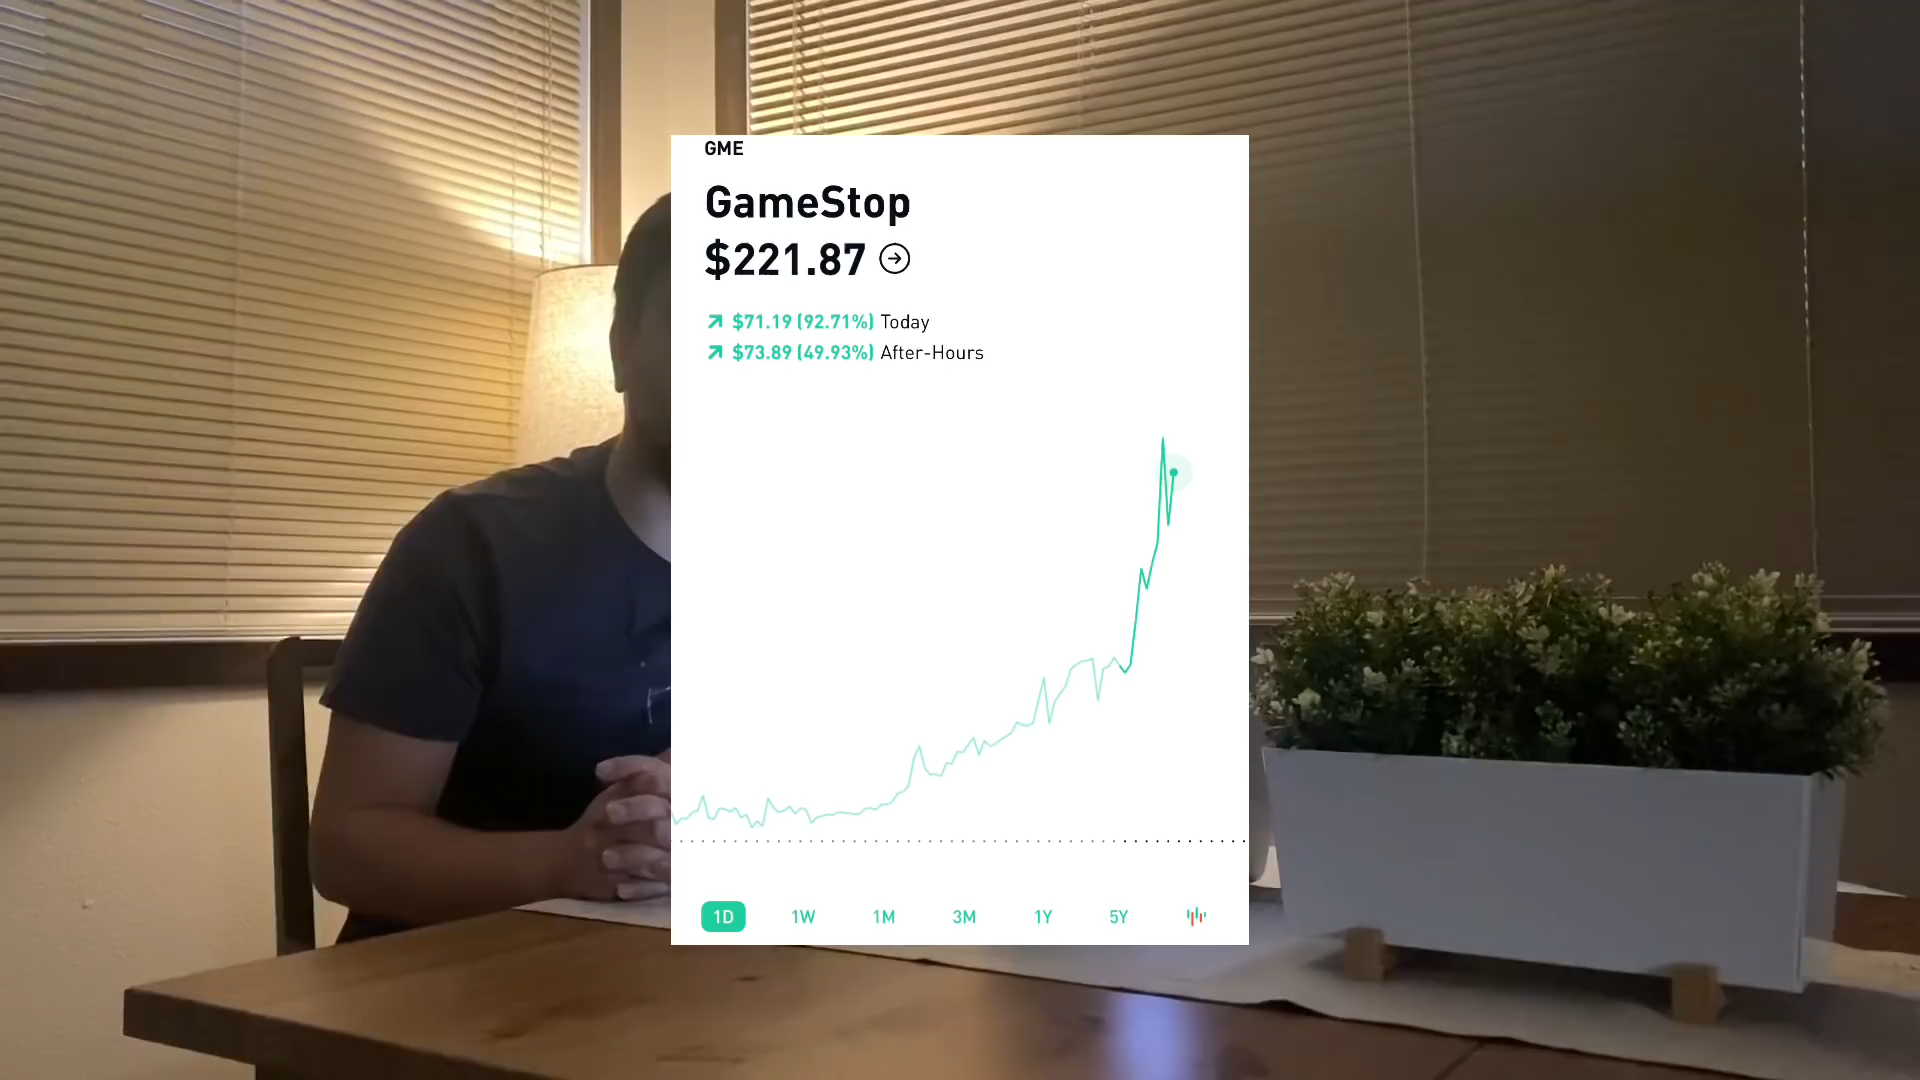 GME
GameStop
$221.87
$71.19 (92.71%) Today
$73.89 (49.93%) After-Hours
1D 1W 1M 3M 1Y 5Y